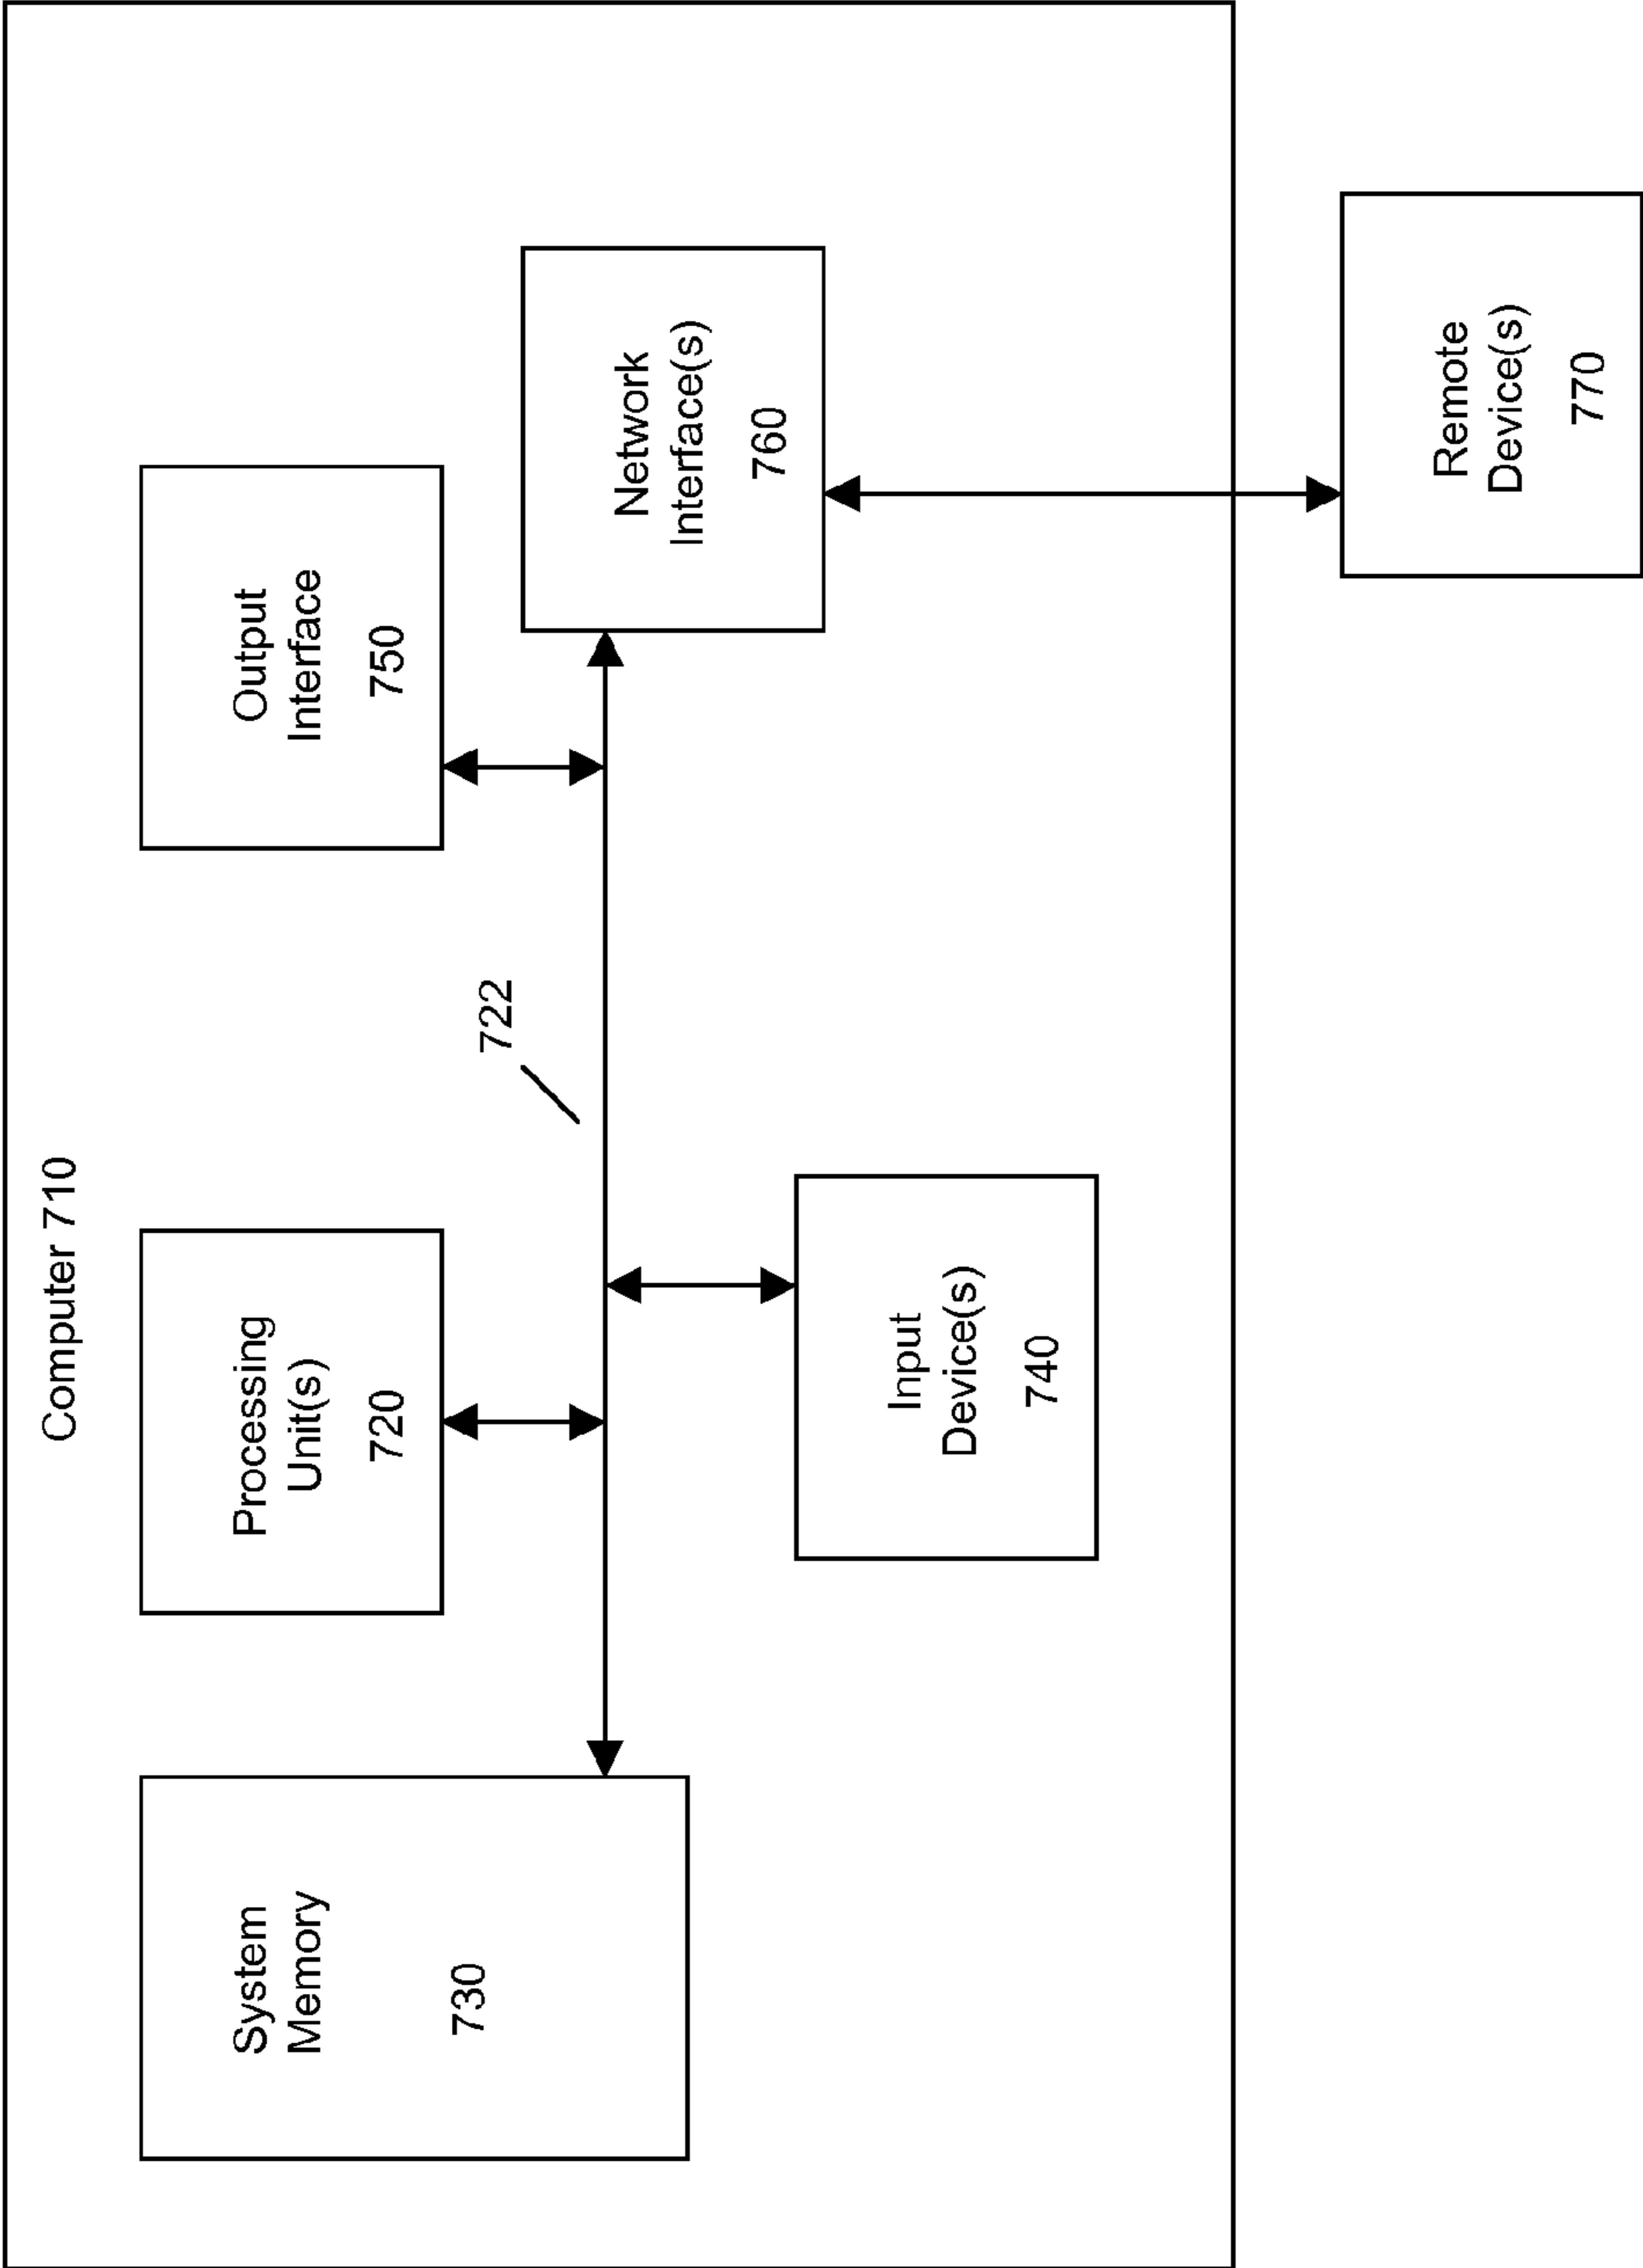 Computer 710
System
Memory
730
Processing
Unit(s)
720
Output
Interface
750
722
Input
Device(s)
740
Network
Interface(s)
760
Remote
Device(s)
770